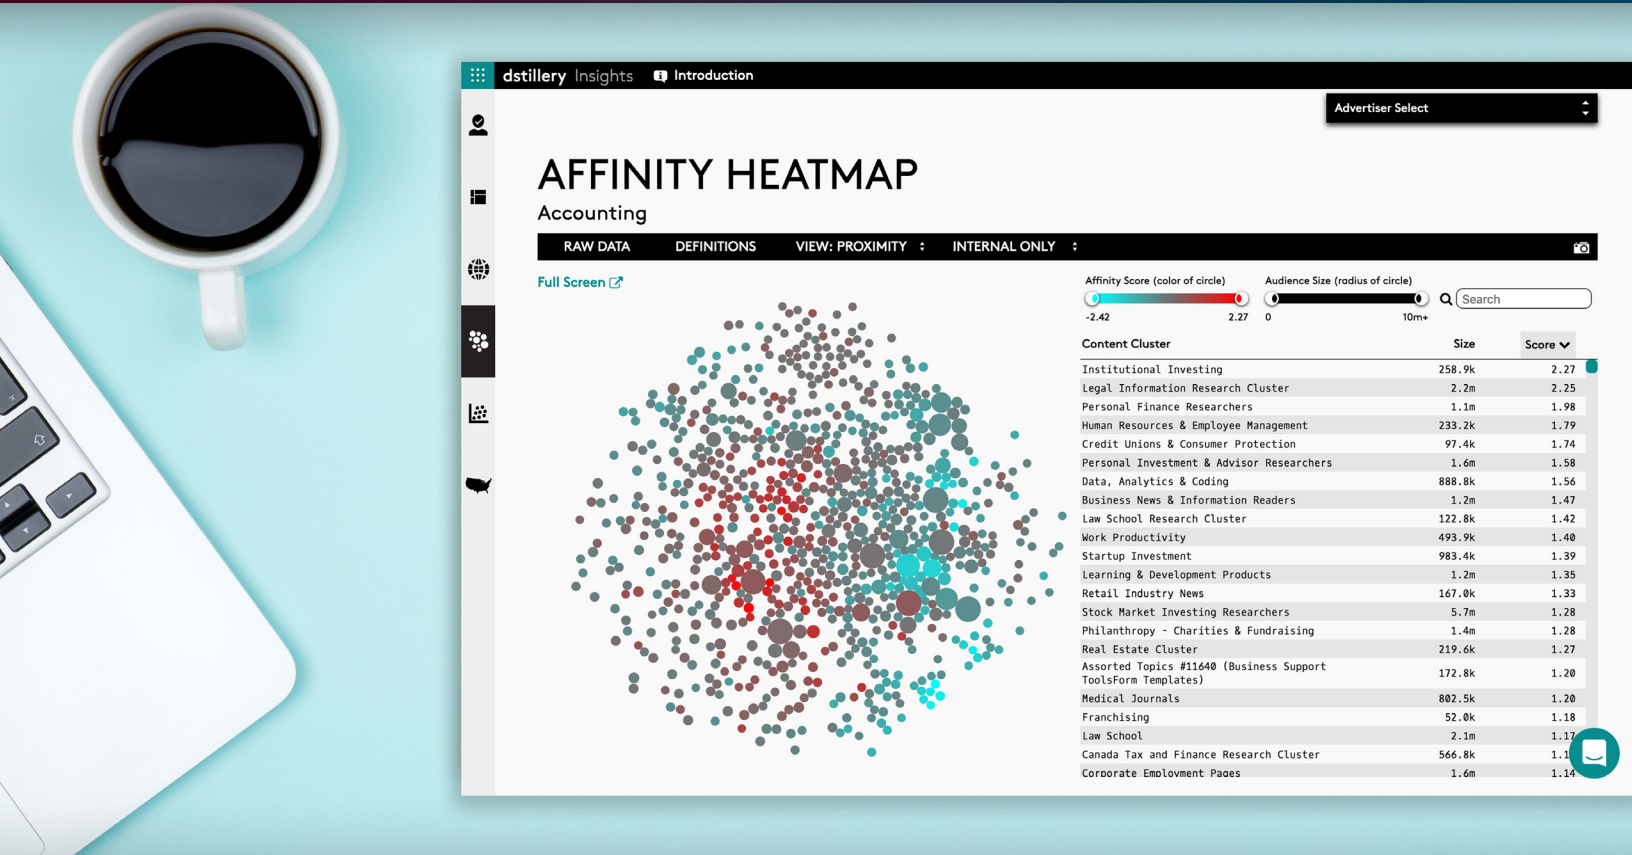 dstillery Insights Introduction
Advertiser Select
AFFINITY HEATMAP
Accounting
RAW DATA DEFINITIONS VIEW: PROXIMITY INTERNAL ONLY
Full Screen
Affinity Score (color of circle) Audience Size (radius of circle)
Search
-2.42 2.27 0 10m+
Content Cluster Size Score
Institutional Investing 258.9k 2.27
Legal Information Research Cluster 2.2m 2.25
Personal Finance Researchers 1.1m 1.98
Human Resources & Employee Management 233.2k 1.79
Credit Unions & Consumer Protection 97.4k 1.74
Personal Investment & Advisor Researchers 1.6m 1.58
Data, Analytics & Coding 888.8k 1.56
Business News & Information Readers 1.2m 1.47
Law School Research Cluster 122.8k 1.42
Work Productivity 493.9k 1.40
Startup Investment 983.4k 1.39
Learning & Development Products 1.2m 1.35
Retail Industry News 167.0k 1.33
Stock Market Investing Researchers 5.7m 1.28
Philanthropy - Charities & Fundraising 1.4m 1.28
Real Estate Cluster 219.6k 1.27
Assorted Topics #11640 (Business Support
ToolsForm Templates) 172.8k 1.20
Medical Journals 802.5k 1.20
Franchising 52.0k 1.18
Law School 2.1m 1.17
Canada Tax and Finance Research Cluster 566.8k
Corporate Employment Pages 1.6m 1.14